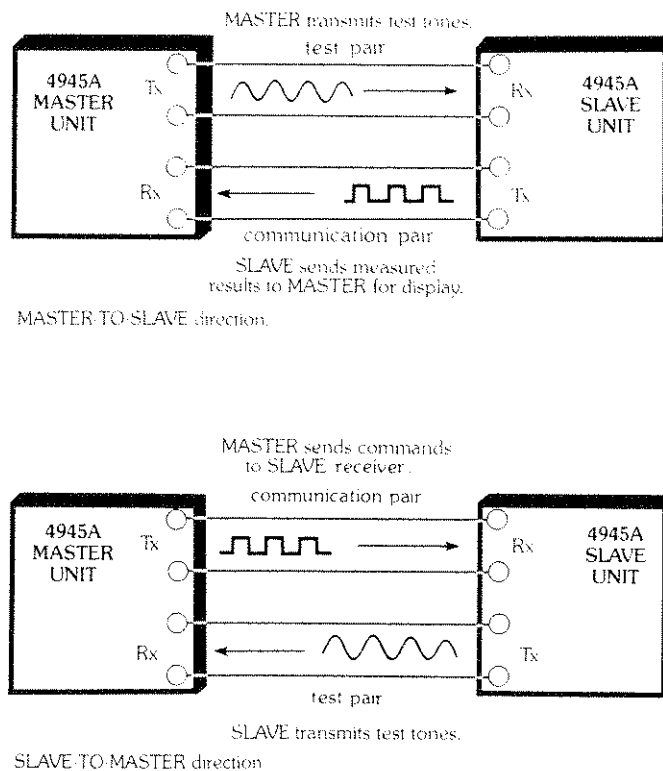 MASTER transmits test tones.
test pair
4945A
MASTER
UNIT
Tx
Rx
4945A
SLAVE
UNIT
Rx
Tx
communication pair
SLAVE sends measured
results to MASTER for display.
MASTER-TO-SLAVE direction.
MASTER sends commands
to SLAVE receiver.
communication pair
4945A
MASTER
UNIT
Tx
Rx
4945A
SLAVE
UNIT
Rx
Tx
test pair
SLAVE transmits test tones.
SLAVE-TO-MASTER direction